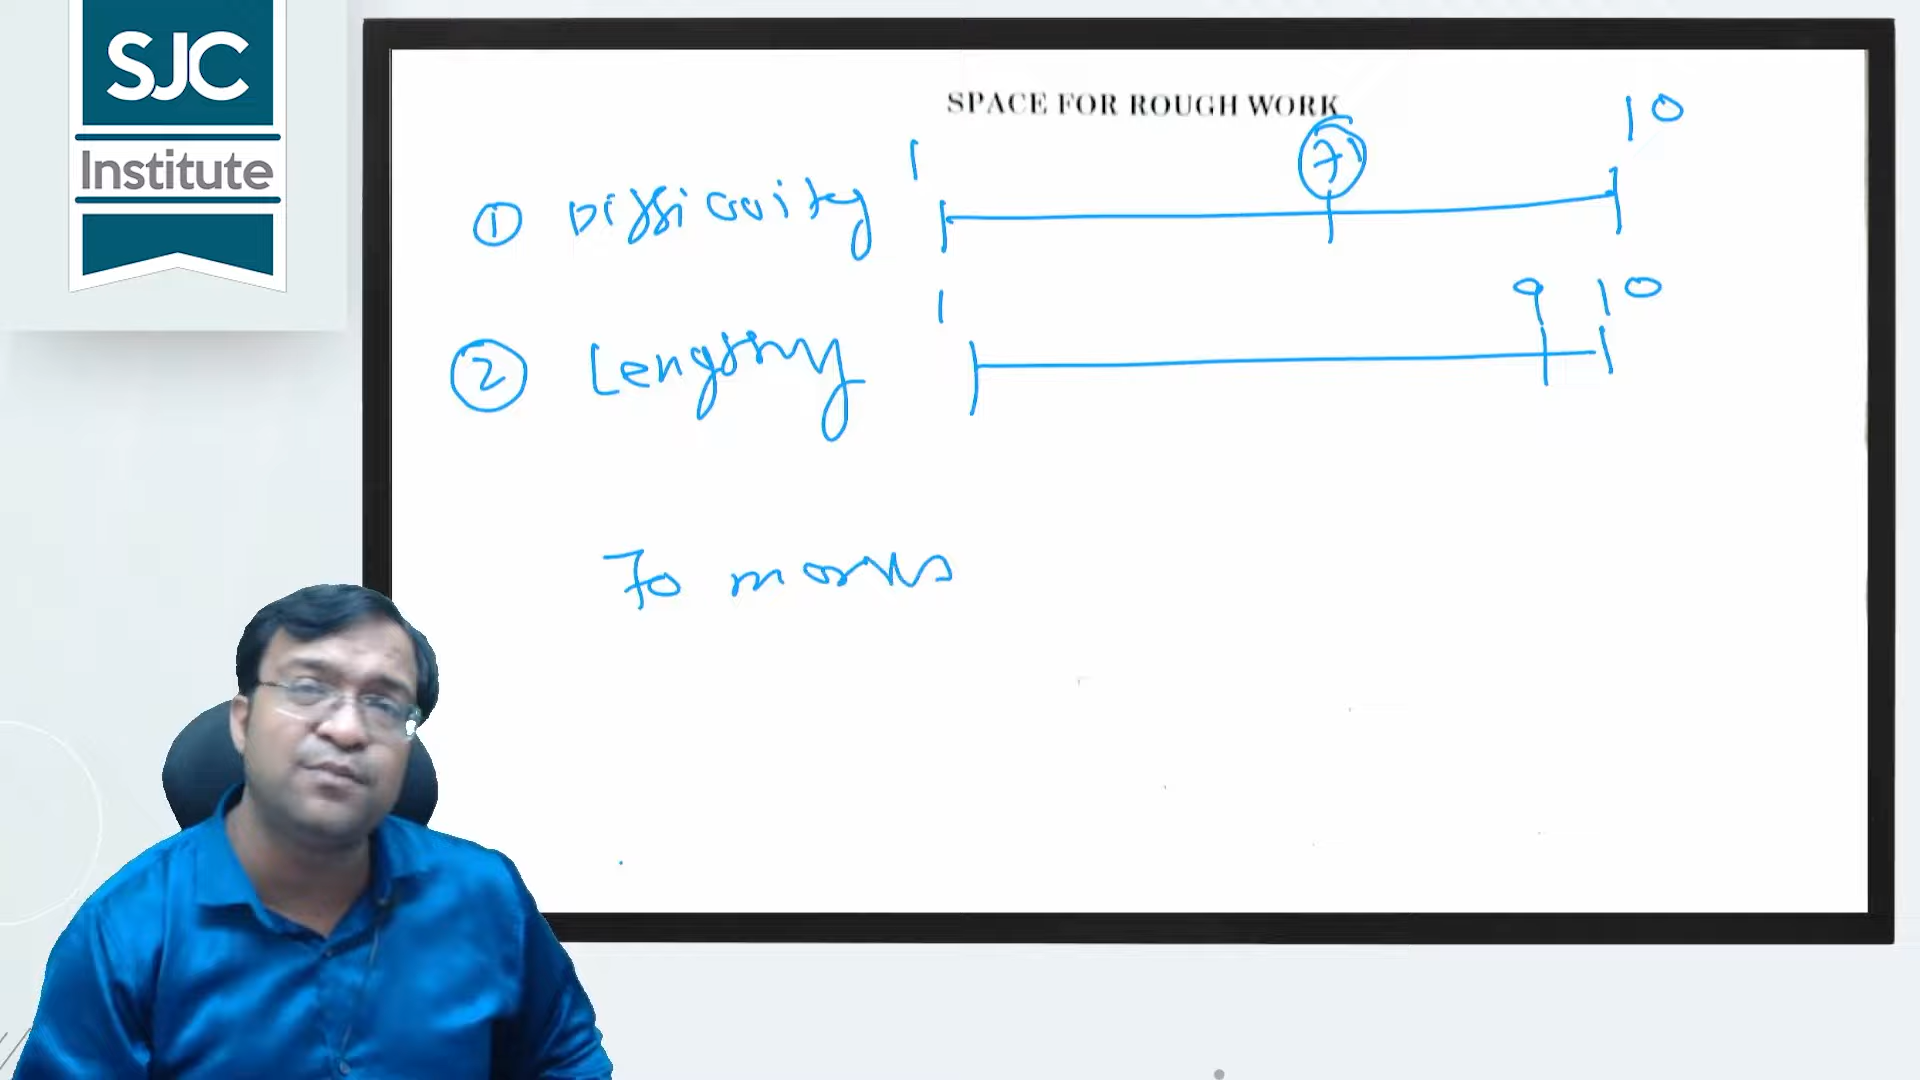 SJC
Institute
SPACE FOR ROUGH WORK
① Difficulty 1 7 10
② Lengthy 1 9 10
70 marks